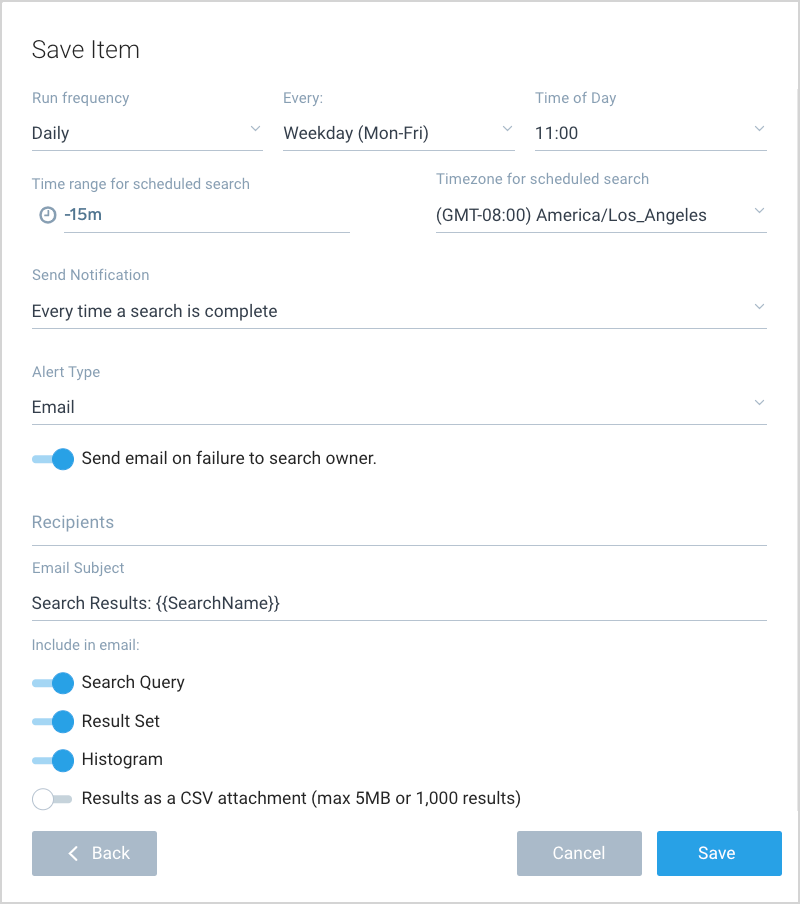 Save Item
Run frequency
Every:
Time of Day
Daily
Weekday (Mon-Fri)
11:00
Time range for scheduled search
Timezone for scheduled search
-15m
(GMT-08:00) America/Los_Angeles
Send Notification
Every time a search is complete
Alert Type
Email
Send email on failure to search owner.
Recipients
Email Subject
Search Results: {{SearchName}}
Include in email:
Search Query
Result Set
Histogram
Results as a CSV attachment (max 5MB or 1,000 results)
Back
Cancel
Save